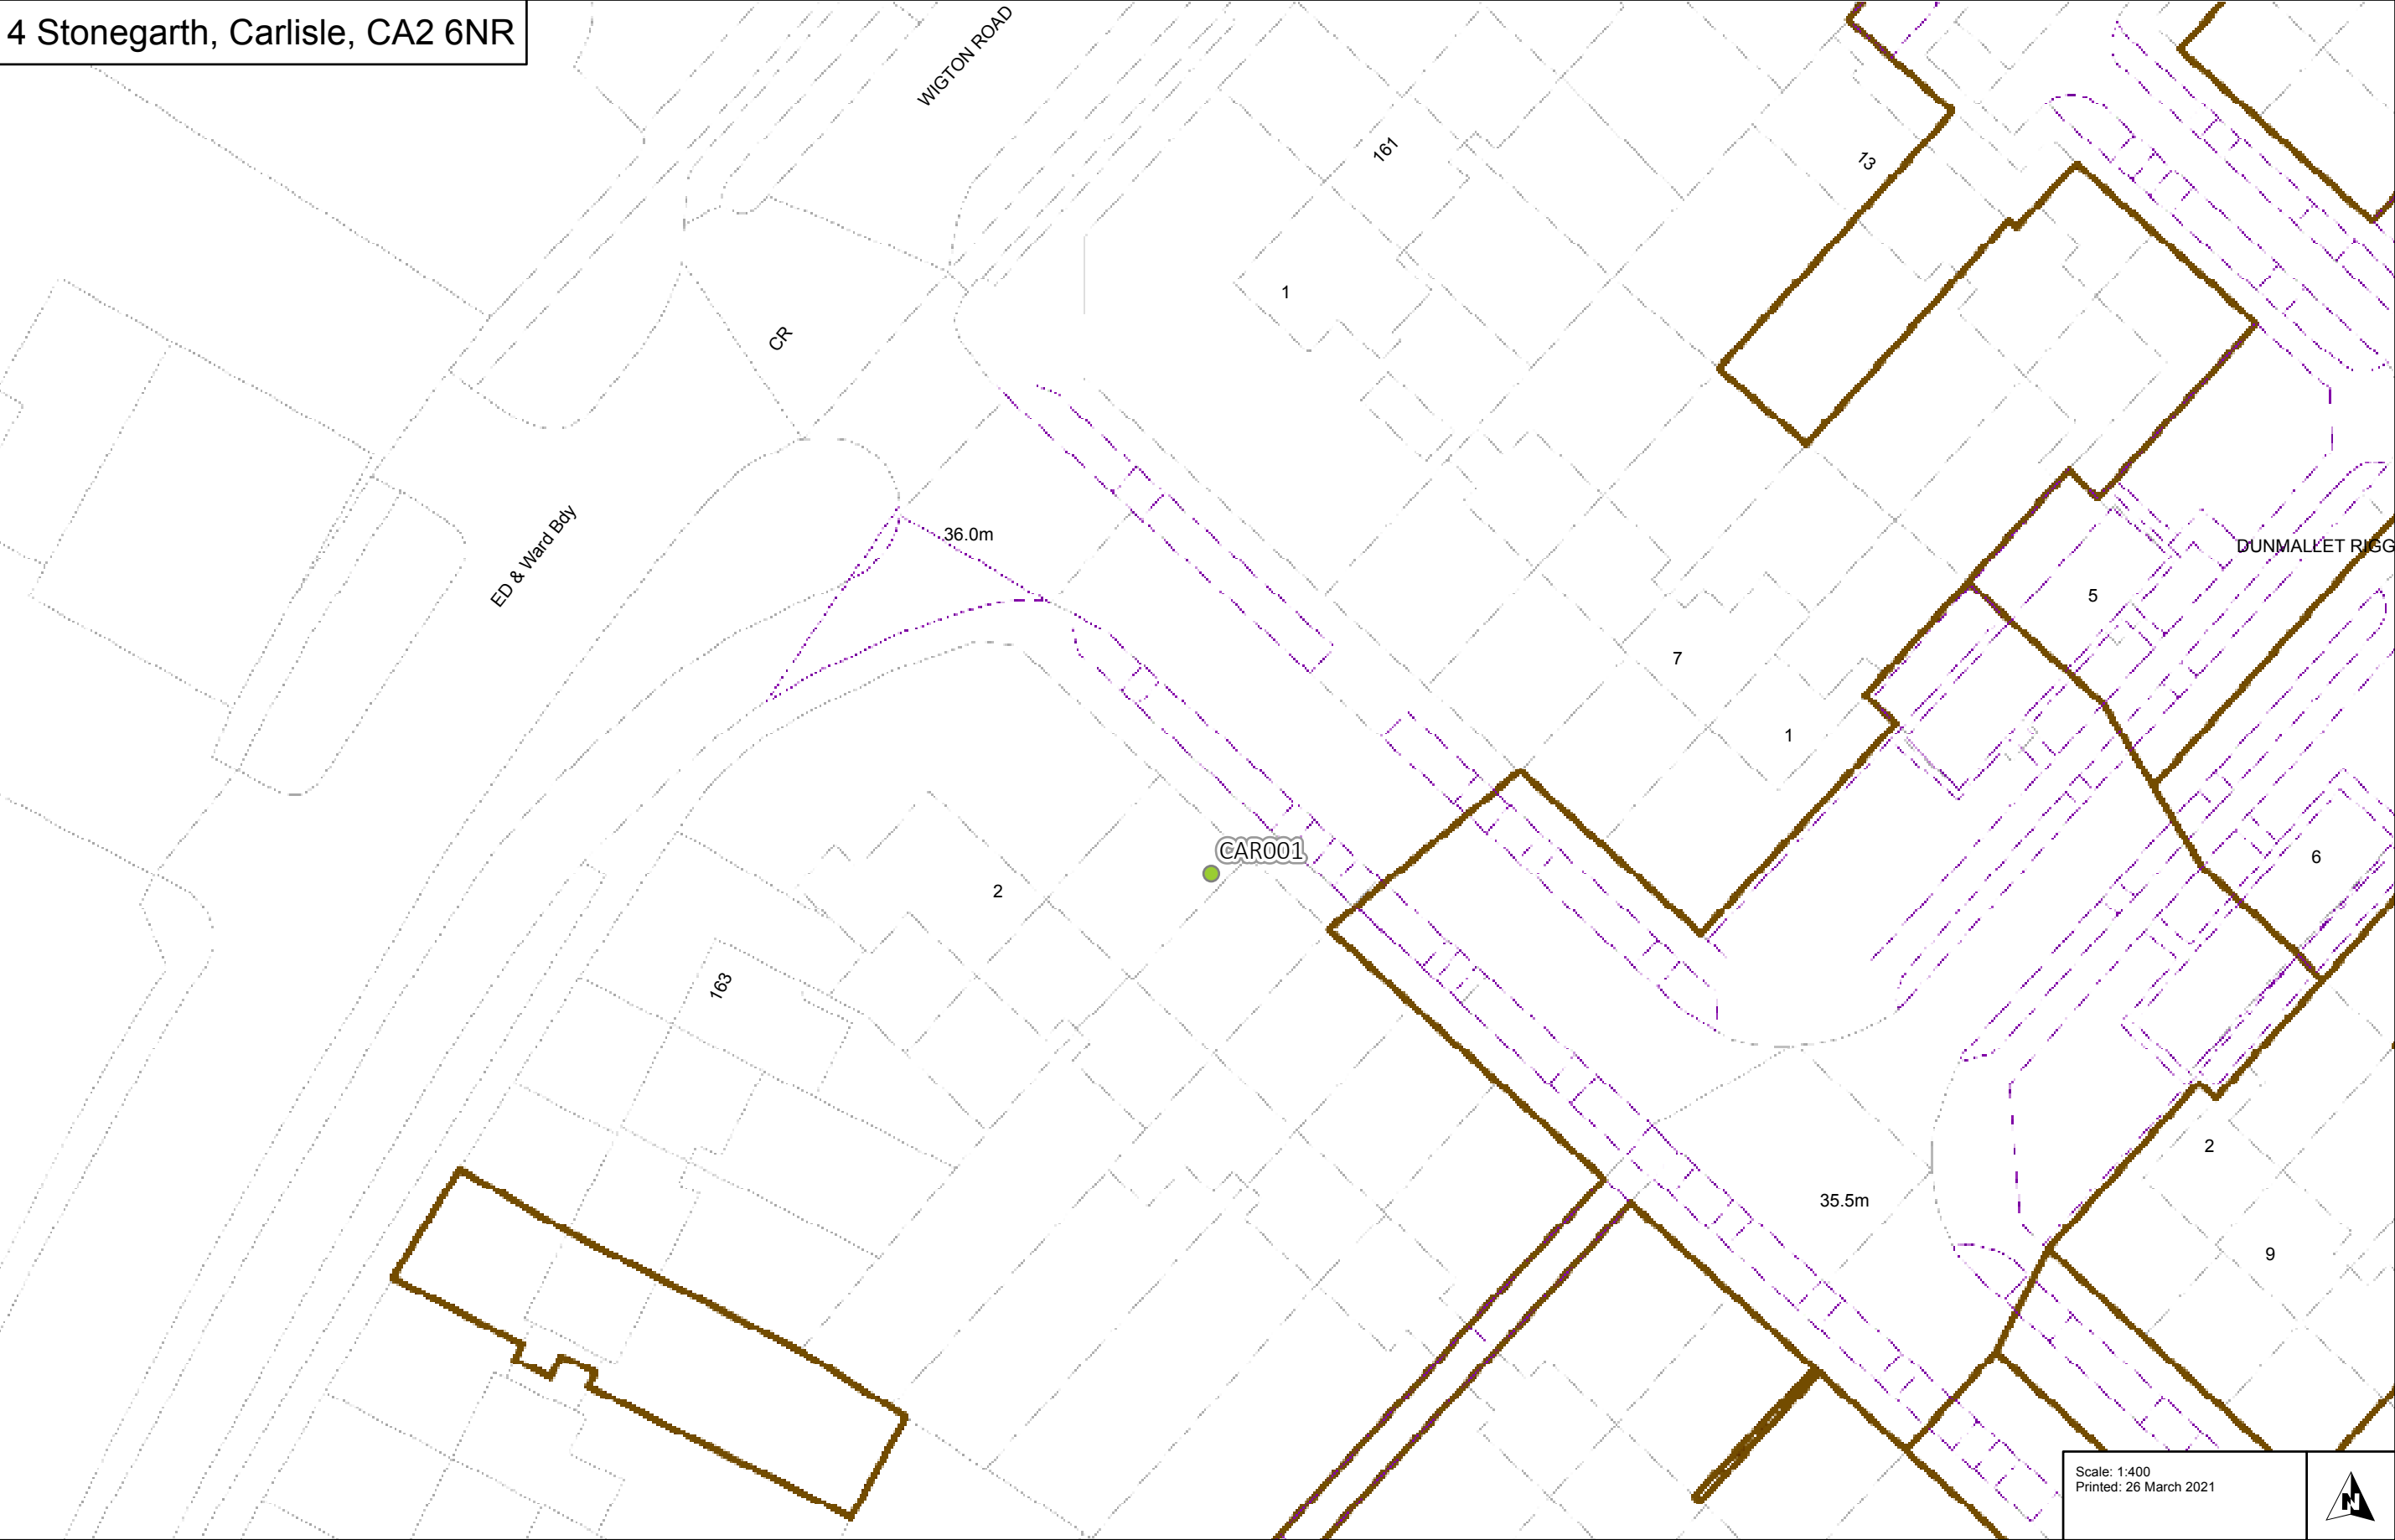 4 Stonegarth, Carlisle, CA2 6NR
WIGTON ROAD
161
13
1
CR
ED & Ward Bdy
36.0m
DUNMALLET RIGG
5
7
1
CAR001
6
2
163
2
35.5m
9
Scale: 1:400
Printed: 26 March 2021
N